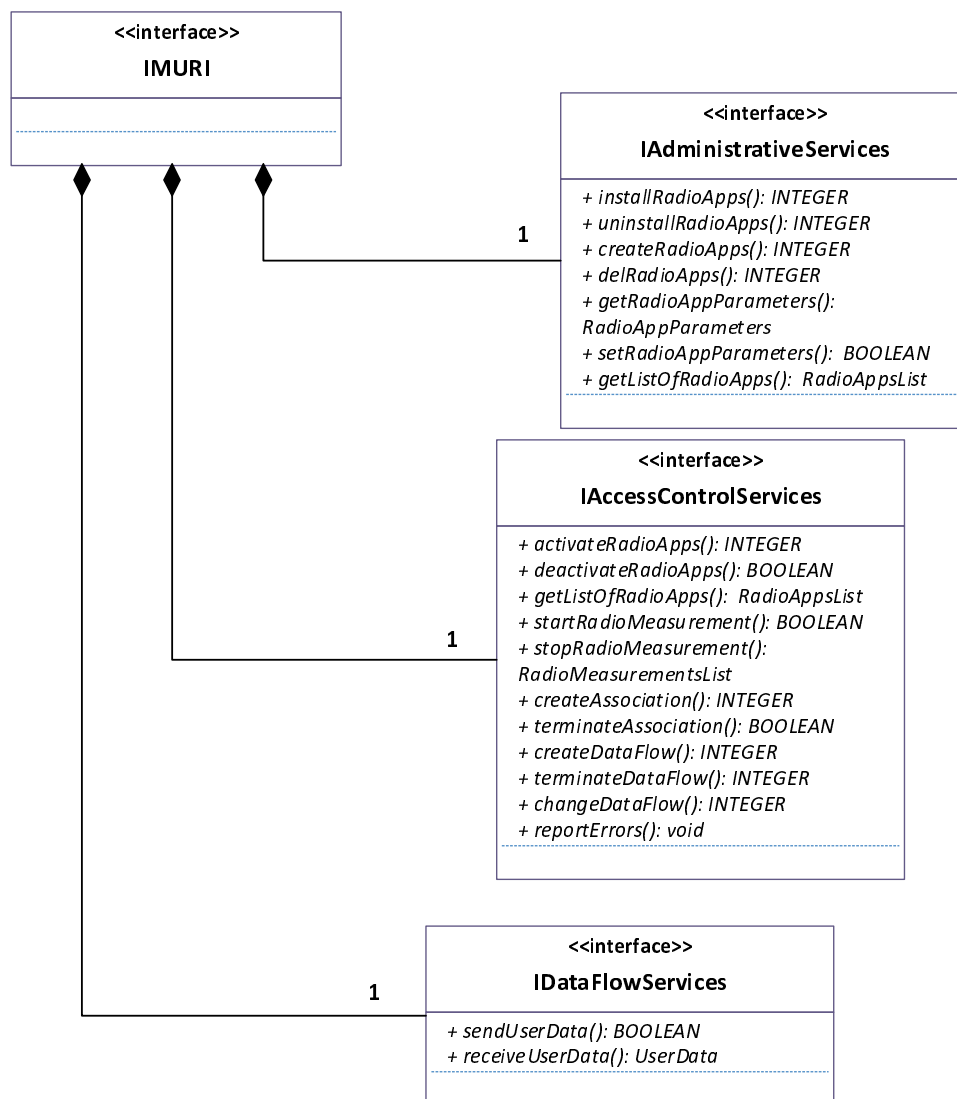 <<interface>>
IMURI
<<interface>>
IAdministrativeServices
+ installRadioApps(): INTEGER
+ uninstallRadioApps(): INTEGER
+ createRadioApps(): INTEGER
+ delRadioApps(): INTEGER
+ getRadioAppParameters():
RadioAppParameters
+ setRadioAppParameters(): BOOLEAN
+ getListOfRadioApps(): RadioAppsList
1
<<interface>>
IAccessControlServices
+ activateRadioApps(): INTEGER
+ deactivateRadioApps(): BOOLEAN
+ getListOfRadioApps(): RadioAppsList
+ startRadioMeasurement(): BOOLEAN
+ stopRadioMeasurement():
RadioMeasurementsList
+ createAssociation(): INTEGER
+ terminateAssociation(): BOOLEAN
+ createDataFlow(): INTEGER
+ terminateDataFlow(): INTEGER
+ changeDataFlow(): INTEGER
+ reportErrors(): void
1
<<interface>>
IDataFlowServices
+ sendUserData(): BOOLEAN
+ receiveUserData(): UserData
1